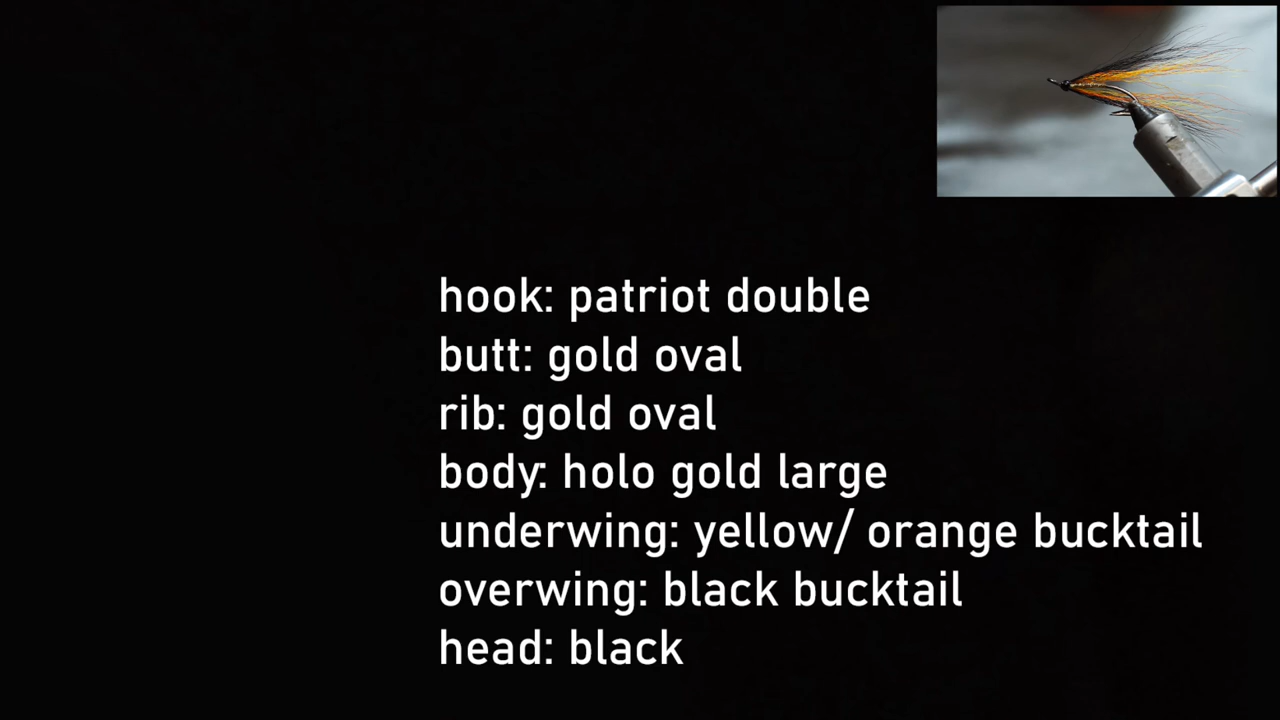 hook: patriot double
butt: gold oval
rib: gold oval
body: holo gold large
underwing: yellow/ orange bucktail
overwing: black bucktail
head: black